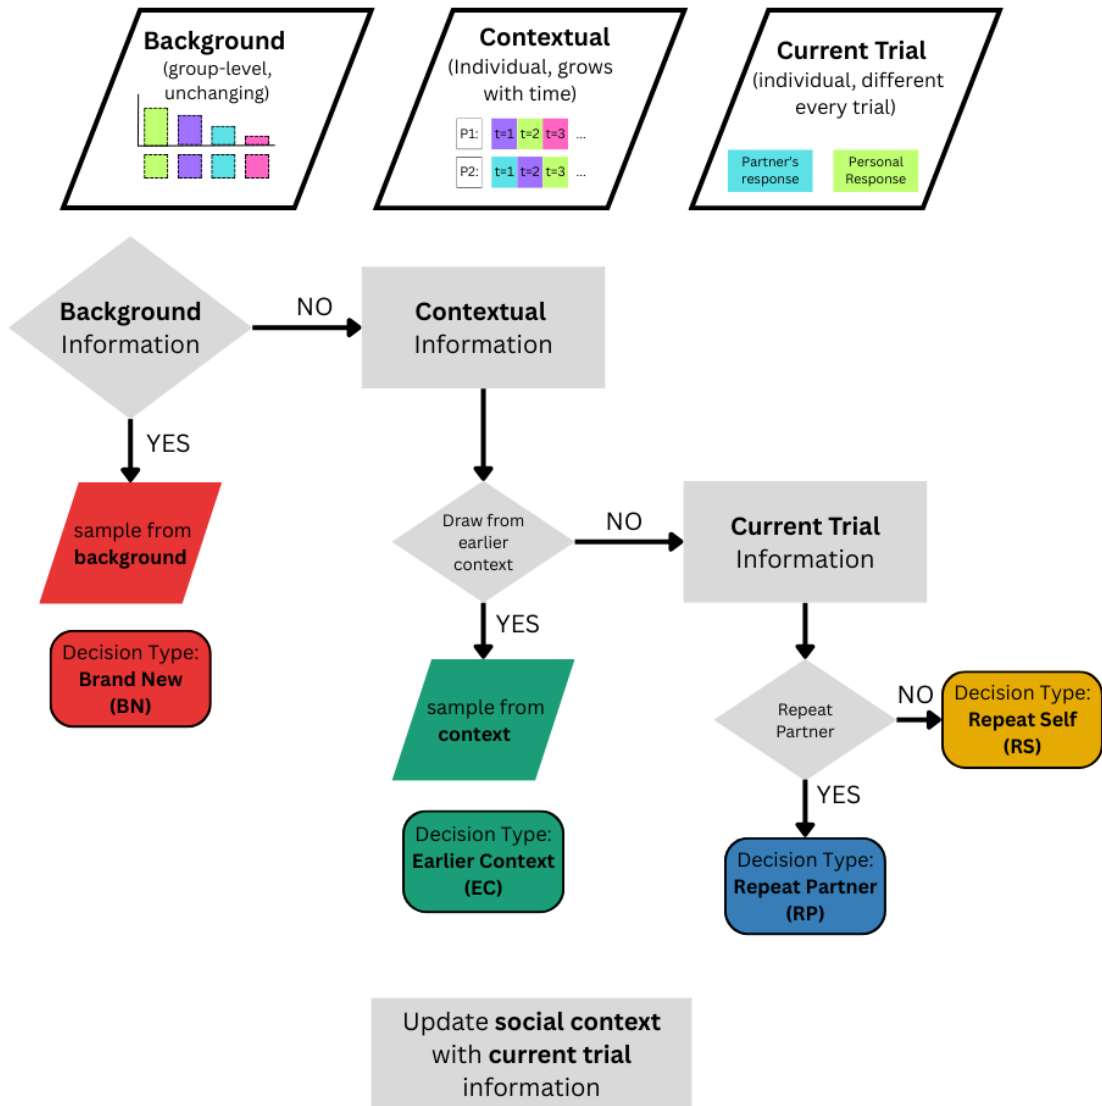 Background
(group-level,
unchanging)
Contextual
(Individual, grows
with time)
P1: t=1 t=2 t=3 ...
P2: t=1 t=2 t=3 ...
Current Trial
(individual, different
every trial)
Partner's
response
Personal
Response
Background
Information
NO
Contextual
Information
YES
sample from
background
Decision Type:
Brand New
(BN)
Draw from
earlier
context
NO
Current Trial
Information
YES
sample from
context
Decision Type:
Earlier Context
(EC)
Repeat
Partner
NO
Decision Type:
Repeat Self
(RS)
YES
Decision Type:
Repeat Partner
(RP)
Update social context
with current trial
information